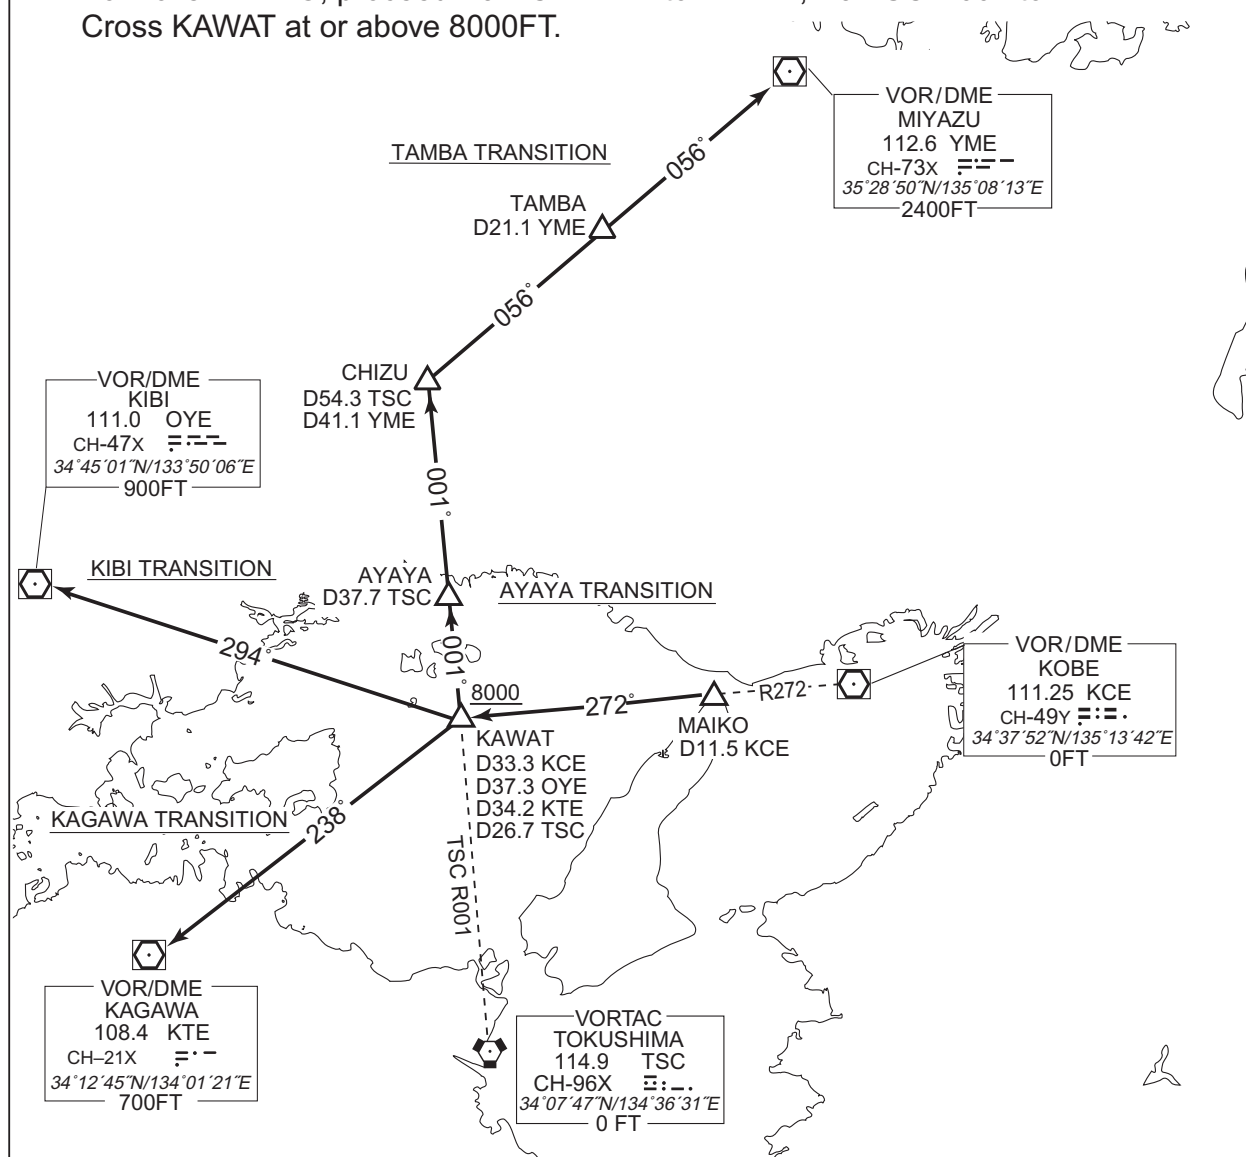 Cross KAWAT at or above 8000FT.
VOR/DME
MIYAZU
112.6 YME
CH-73X
35°28´50˝N/135°08´13˝E
2400FT
TAMBA TRANSITION
056°
TAMBA
D21.1 YME
056°
CHIZU
D54.3 TSC
D41.1 YME
VOR/DME
KIBI
111.0 OYE
CH-47X
34°45´01˝N/133°50´06˝E
900FT
001°
KIBI TRANSITION
AYAYA
D37.7 TSC
AYAYA TRANSITION
294°
001°
8000
272°
R272
MAIKO
D11.5 KCE
VOR/DME
KOBE
111.25 KCE
CH-49Y
34°37´52˝N/135°13´42˝E
0FT
KAWAT
D33.3 KCE
D37.3 OYE
D34.2 KTE
D26.7 TSC
KAGAWA TRANSITION
238°
TSC R001
VOR/DME
KAGAWA
108.4 KTE
CH–21X
34°12´45˝N/134°01´21˝E
700FT
VORTAC
TOKUSHIMA
114.9 TSC
CH-96X
34°07´47˝N/134°36´31˝E
0 FT